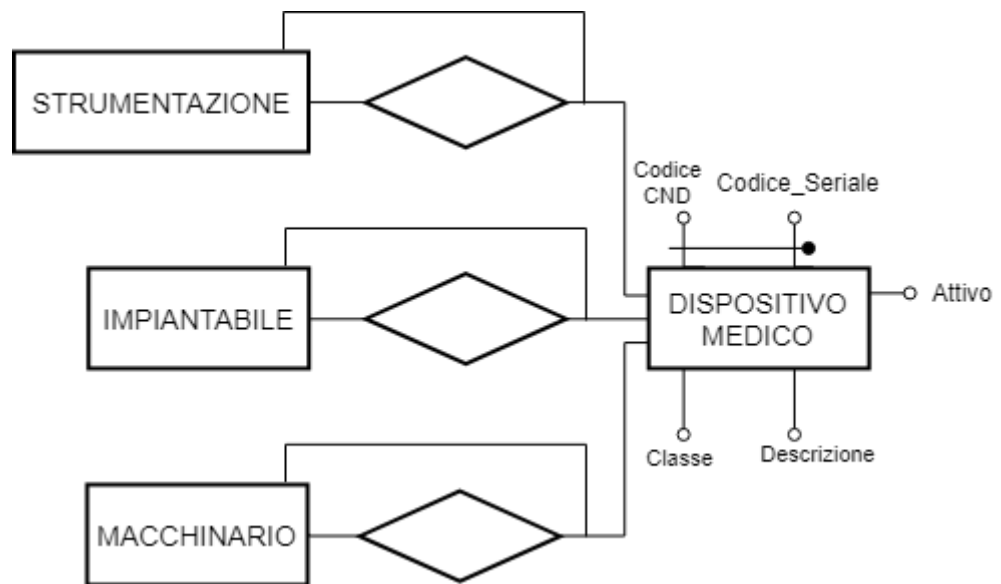 STRUMENTAZIONE
Codice
CND
Codice_Seriale
IMPIANTABILE
DISPOSITIVO
MEDICO
Attivo
Classe
Descrizione
MACCHINARIO